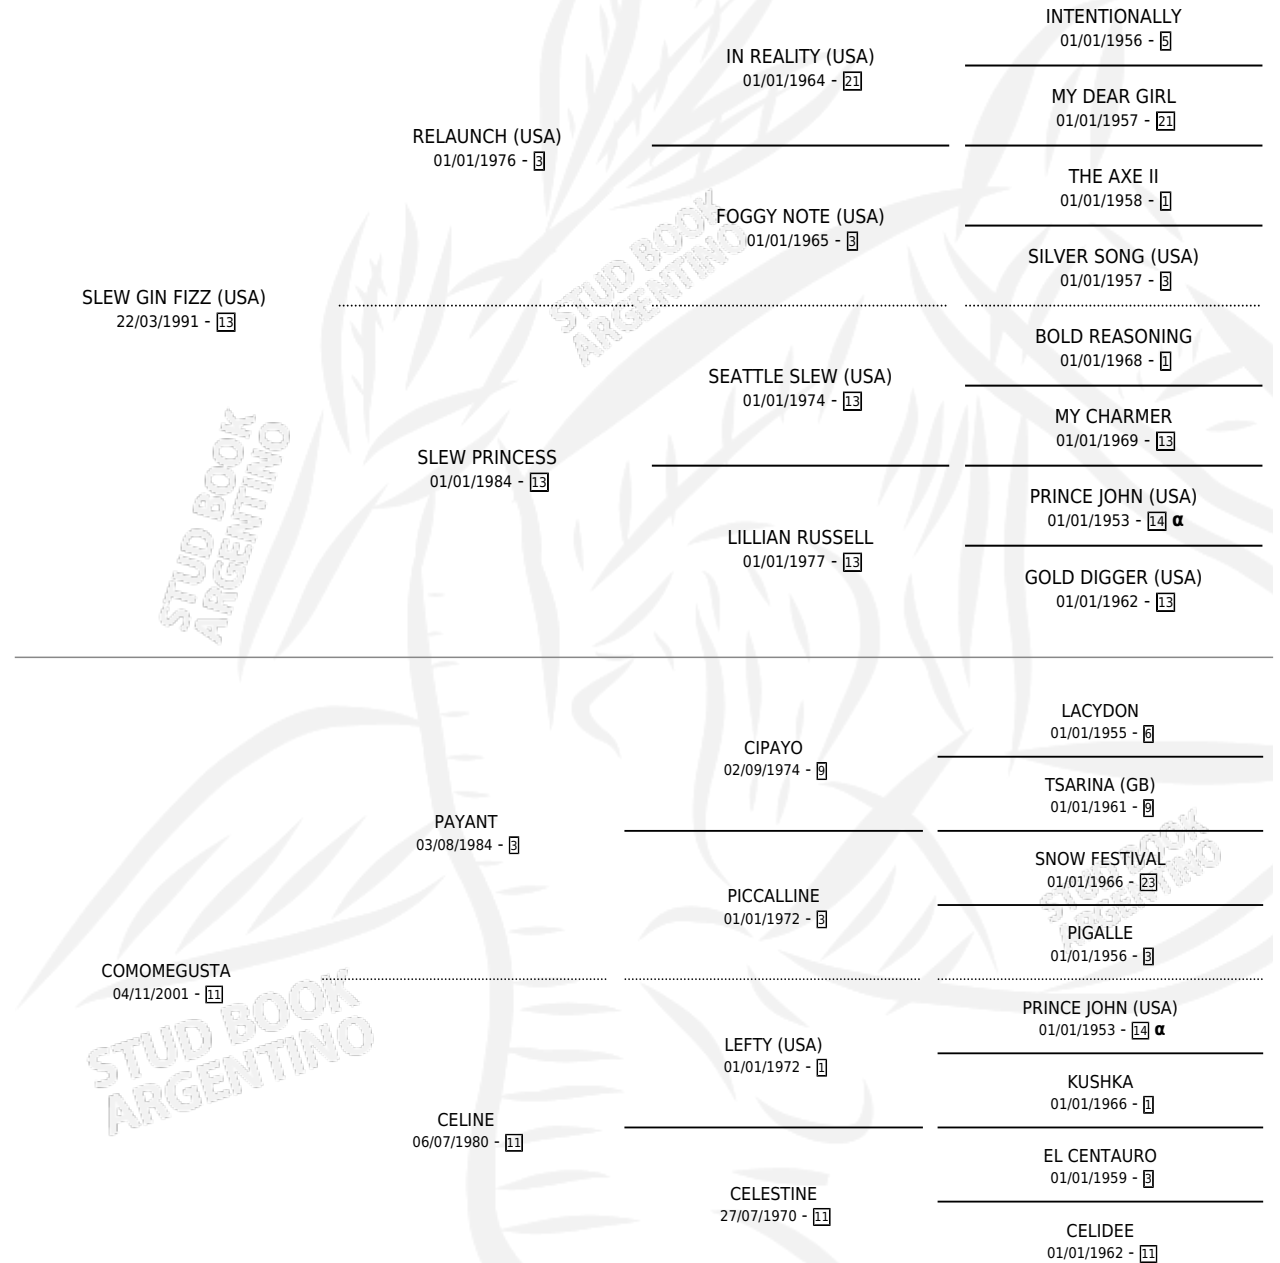 INTENTIONALLY
01/01/1956 - 5
IN REALITY (USA)
01/01/1964 - 21
MY DEAR GIRL
01/01/1957 - 21
RELAUNCH (USA)
01/01/1976 - 3
THE AXE II
01/01/1958 - 1
FOGGY NOTE (USA)
01/01/1965 - 3
SILVER SONG (USA)
01/01/1957 - 3
SLEW GIN FIZZ (USA)
22/03/1991 - 13
BOLD REASONING
01/01/1968 - 1
SEATTLE SLEW (USA)
01/01/1974 - 13
MY CHARMER
01/01/1969 - 13
SLEW PRINCESS
01/01/1984 - 13
PRINCE JOHN (USA)
01/01/1953 - 14 α
LILLIAN RUSSELL
01/01/1977 - 13
GOLD DIGGER (USA)
01/01/1962 - 13
LACYDON
01/01/1955 - 6
CIPAYO
02/09/1974 - 9
TSARINA (GB)
01/01/1961 - 9
PAYANT
03/08/1984 - 3
SNOW FESTIVAL
01/01/1966 - 23
PICCALLINE
01/01/1972 - 3
PIGALLE
01/01/1956 - 3
COMOMEGUSTA
04/11/2001 - 11
PRINCE JOHN (USA)
01/01/1953 - 14 α
LEFTY (USA)
01/01/1972 - 1
KUSHKA
01/01/1966 - 1
CELINE
06/07/1980 - 11
EL CENTAURO
01/01/1959 - 3
CELESTINE
27/07/1970 - 11
CELIDEE
01/01/1962 - 11
STUD BOOK
ARGENTINO
STUD BOOK
ARGENTINO
STUD BOOK
ARGENTINO
STUD BOOK
ARGENTINO